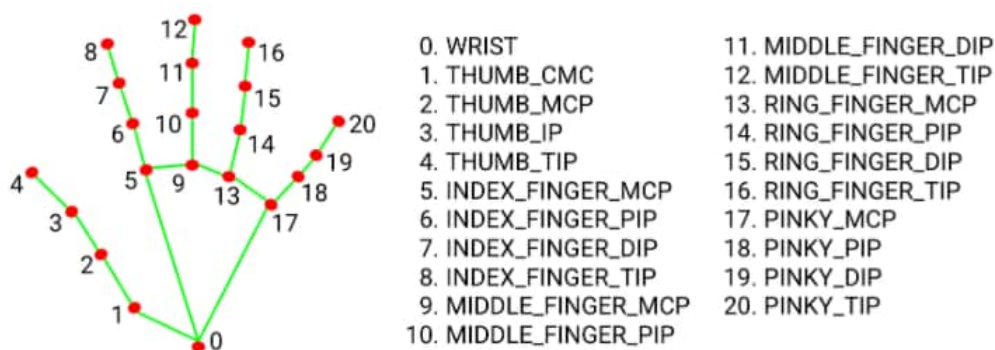 12
8
16
11
7
15
10
6
14
20
19
5
9
13
18
4
17
3
2
1
0
0. WRIST
1. THUMB_CMC
2. THUMB_MCP
3. THUMB_IP
4. THUMB_TIP
5. INDEX_FINGER_MCP
6. INDEX_FINGER_PIP
7. INDEX_FINGER_DIP
8. INDEX_FINGER_TIP
9. MIDDLE_FINGER_MCP
10. MIDDLE_FINGER_PIP
11. MIDDLE_FINGER_DIP
12. MIDDLE_FINGER_TIP
13. RING_FINGER_MCP
14. RING_FINGER_PIP
15. RING_FINGER_DIP
16. RING_FINGER_TIP
17. PINKY_MCP
18. PINKY_PIP
19. PINKY_DIP
20. PINKY_TIP